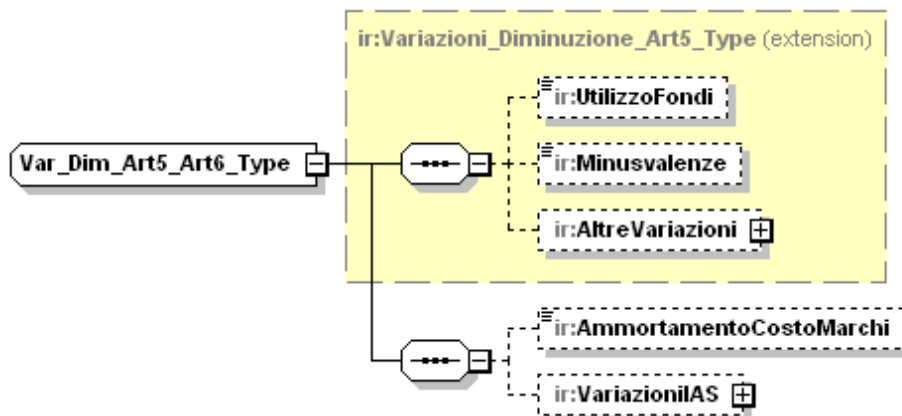 ir:Variazioni_Diminuzione_Art5_Type (extension)
ir:UtilizzoFondi
Var_Dim_Art5_Art6_Type
ir:Minusvalenze
ir:AltreVariazioni
ir:AmmortamentoCostoMarchi
ir:VariazioniIAS